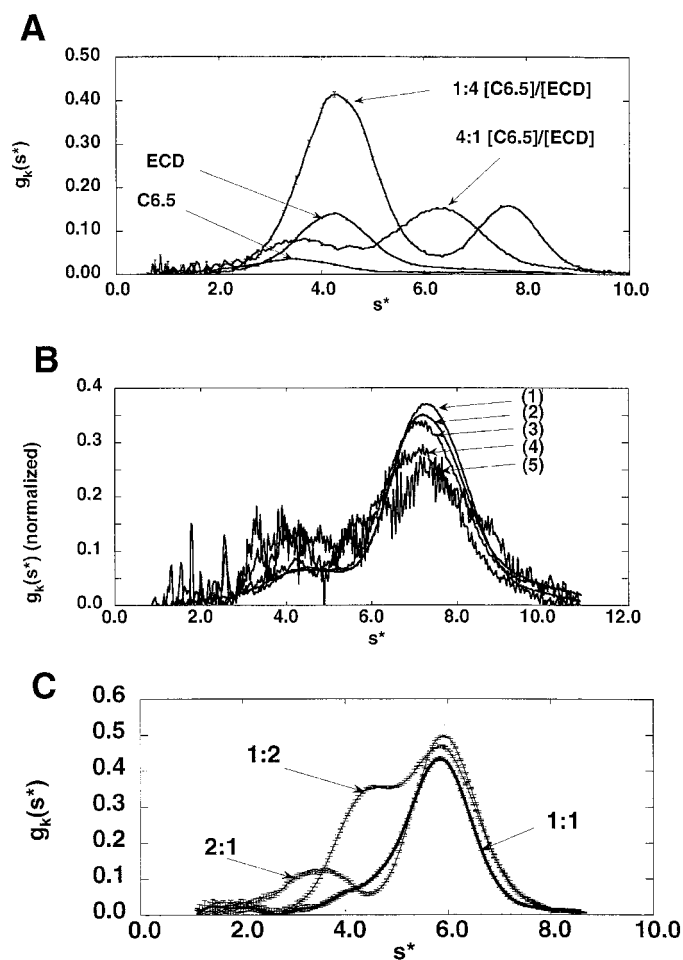 A
0.50
0.40
0.30
0.20
0.10
0.00
gk(s*)
1:4 [C6.5]/[ECD]
4:1 [C6.5]/[ECD]
ECD
C6.5
0.0 2.0 4.0 6.0 8.0 10.0
s*
B
0.4
0.3
0.2
0.1
0.0
gk(s*) (normalized)
(1)
(2)
(3)
(4)
(5)
0.0 2.0 4.0 6.0 8.0 10.0 12.0
s*
C
0.6
0.5
0.4
0.3
0.2
0.1
0.0
gk(s*)
1:2
2:1
1:1
0.0 2.0 4.0 6.0 8.0 10.0
s*